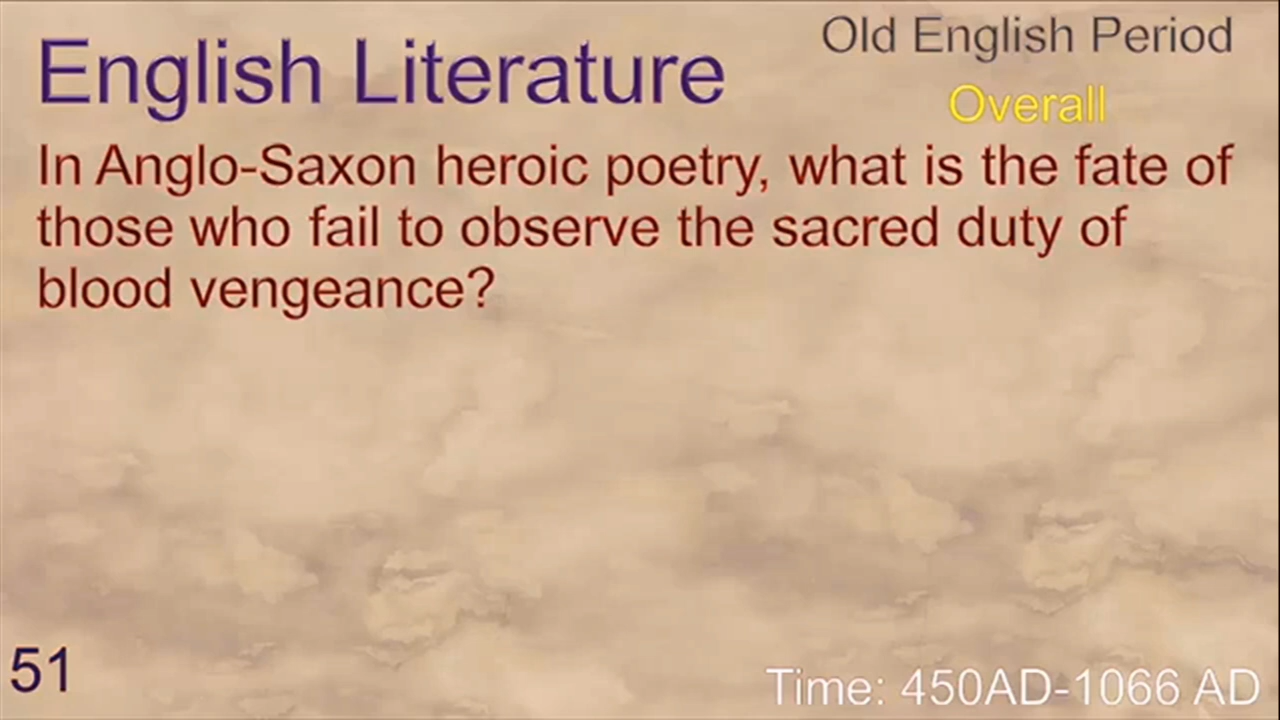 Old English Period
English Literature
Overall
In Anglo-Saxon heroic poetry, what is the fate of
those who fail to observe the sacred duty of
blood vengeance?
51
Time: 450AD-1066 AD